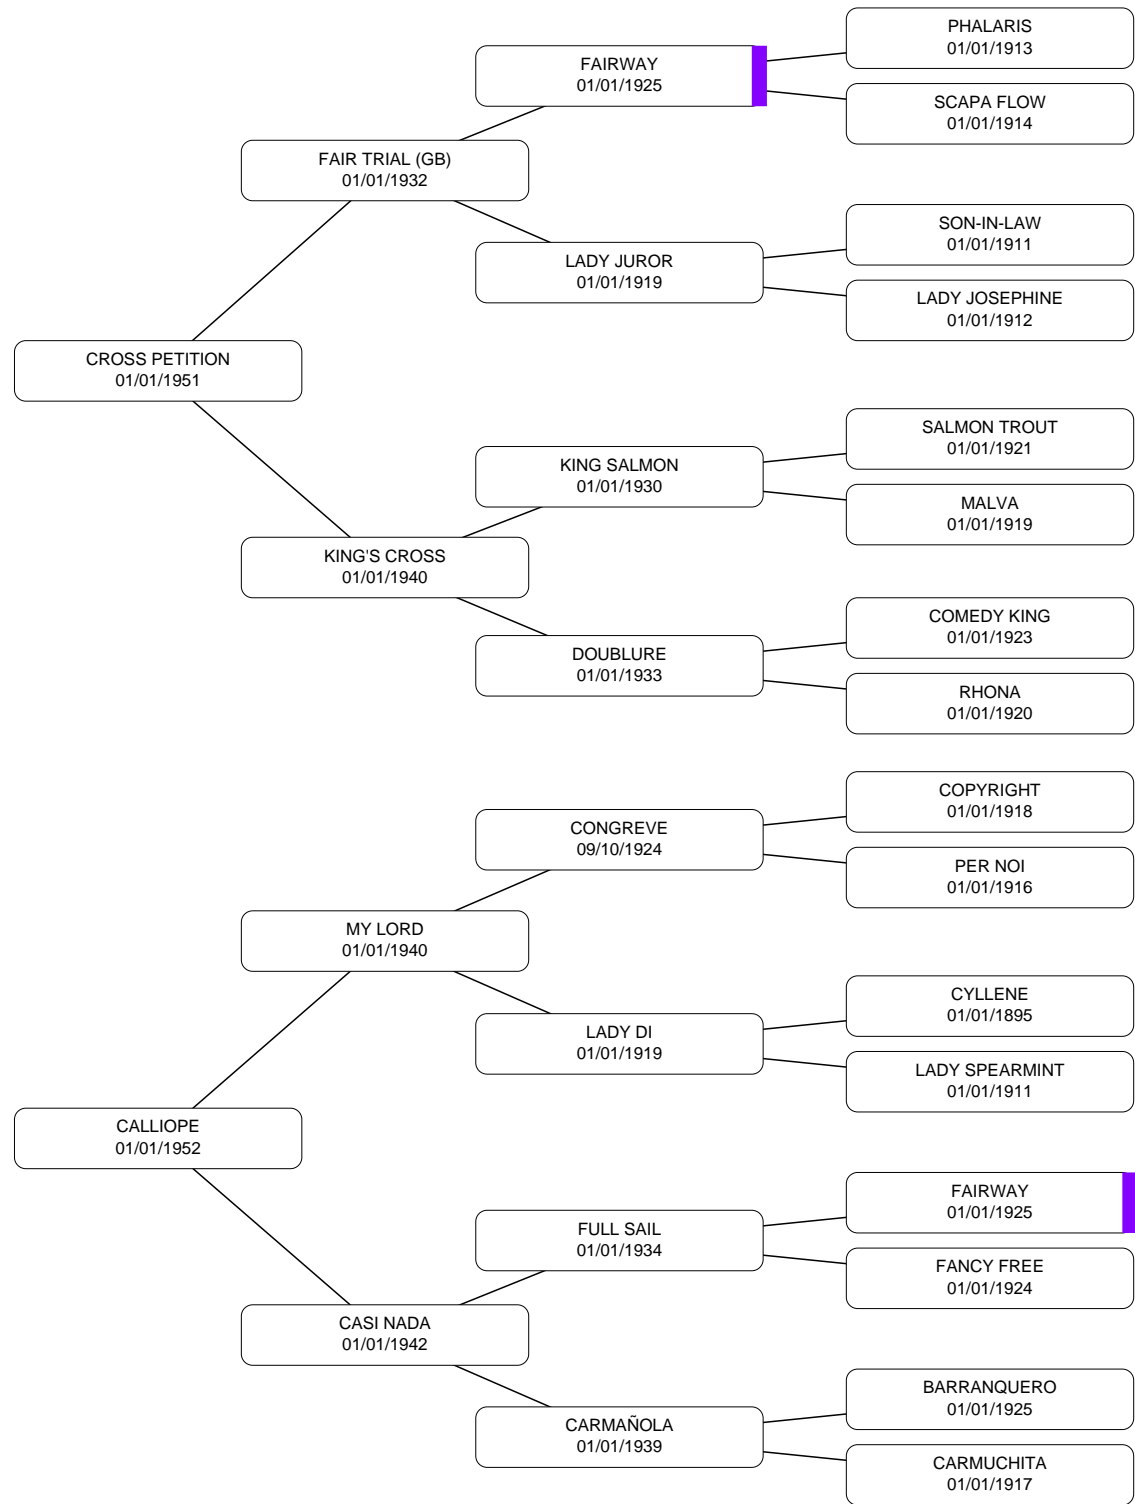 PHALARIS
01/01/1913
FAIRWAY
01/01/1925
SCAPA FLOW
01/01/1914
FAIR TRIAL (GB)
01/01/1932
SON-IN-LAW
01/01/1911
LADY JUROR
01/01/1919
LADY JOSEPHINE
01/01/1912
CROSS PETITION
01/01/1951
SALMON TROUT
01/01/1921
KING SALMON
01/01/1930
MALVA
01/01/1919
KING'S CROSS
01/01/1940
COMEDY KING
01/01/1923
DOUBLURE
01/01/1933
RHONA
01/01/1920
COPYRIGHT
01/01/1918
CONGREVE
09/10/1924
PER NOI
01/01/1916
MY LORD
01/01/1940
CYLLENE
01/01/1895
LADY DI
01/01/1919
LADY SPEARMINT
01/01/1911
CALLIOPE
01/01/1952
FAIRWAY
01/01/1925
FULL SAIL
01/01/1934
FANCY FREE
01/01/1924
CASI NADA
01/01/1942
BARRANQUERO
01/01/1925
CARMAÑOLA
01/01/1939
CARMUCHITA
01/01/1917